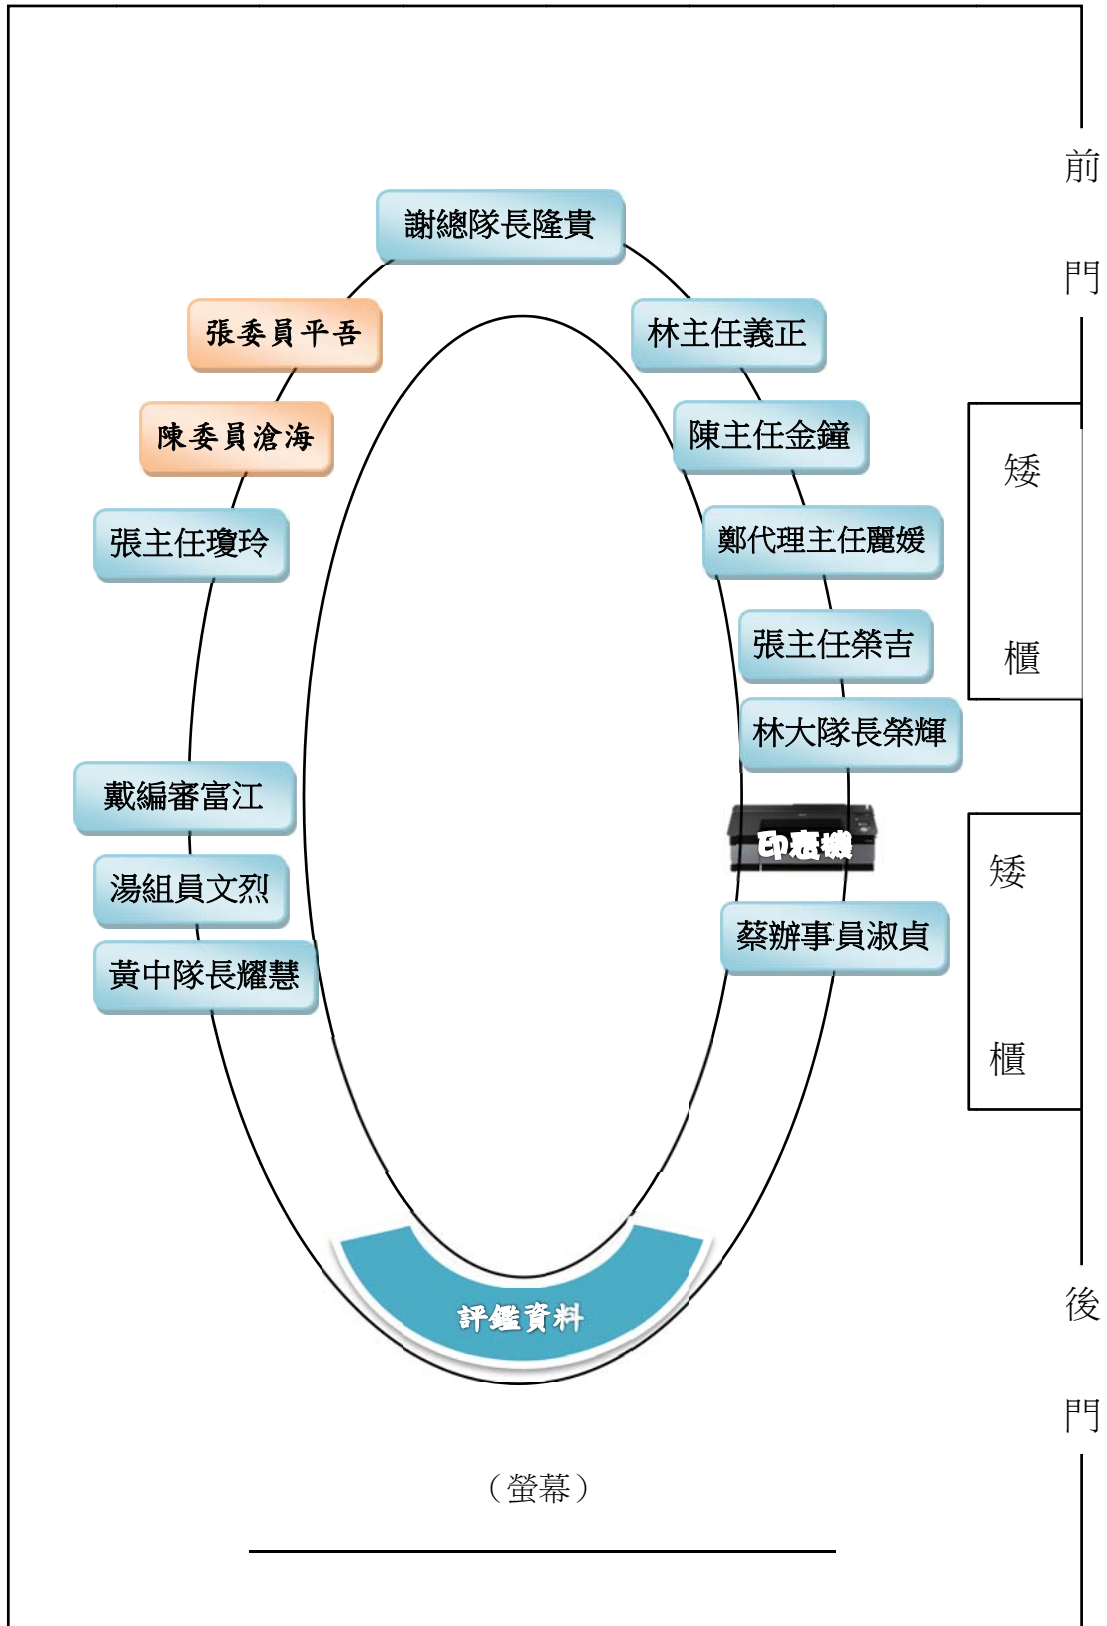 前
門
謝總隊長隆貴
張委員平吾
林主任義正
陳委員滄海
陳主任金鐘
矮
櫃
張主任瓊玲
鄭代理主任麗媛
張主任榮吉
林大隊長榮輝
戴編審富江
印表機
矮
櫃
湯組員文烈
蔡辦事員淑貞
黃中隊長耀慧
評鑑資料
後
門
（螢幕）